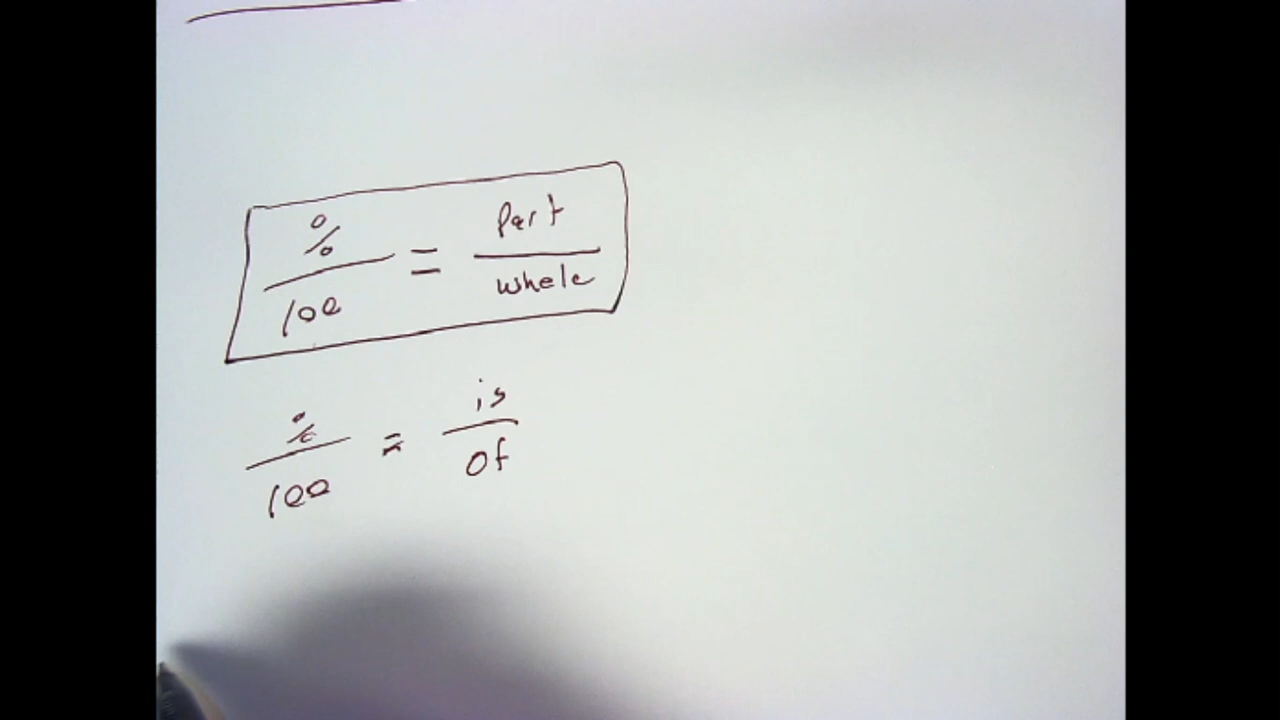 % / 100 = Part / whole
% / 100 = is / of